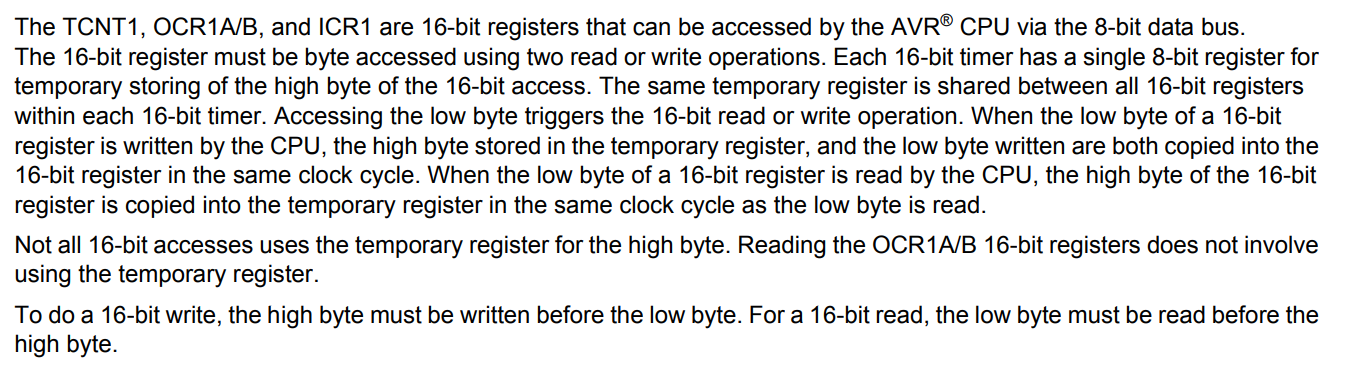 The TCNT1, OCR1A/B, and ICR1 are 16-bit registers that can be accessed by the AVR® CPU via the 8-bit data bus.
The 16-bit register must be byte accessed using two read or write operations. Each 16-bit timer has a single 8-bit register for
temporary storing of the high byte of the 16-bit access. The same temporary register is shared between all 16-bit registers
within each 16-bit timer. Accessing the low byte triggers the 16-bit read or write operation. When the low byte of a 16-bit
register is written by the CPU, the high byte stored in the temporary register, and the low byte written are both copied into the
16-bit register in the same clock cycle. When the low byte of a 16-bit register is read by the CPU, the high byte of the 16-bit
register is copied into the temporary register in the same clock cycle as the low byte is read.
Not all 16-bit accesses uses the temporary register for the high byte. Reading the OCR1A/B 16-bit registers does not involve
using the temporary register.
To do a 16-bit write, the high byte must be written before the low byte. For a 16-bit read, the low byte must be read before the
high byte.